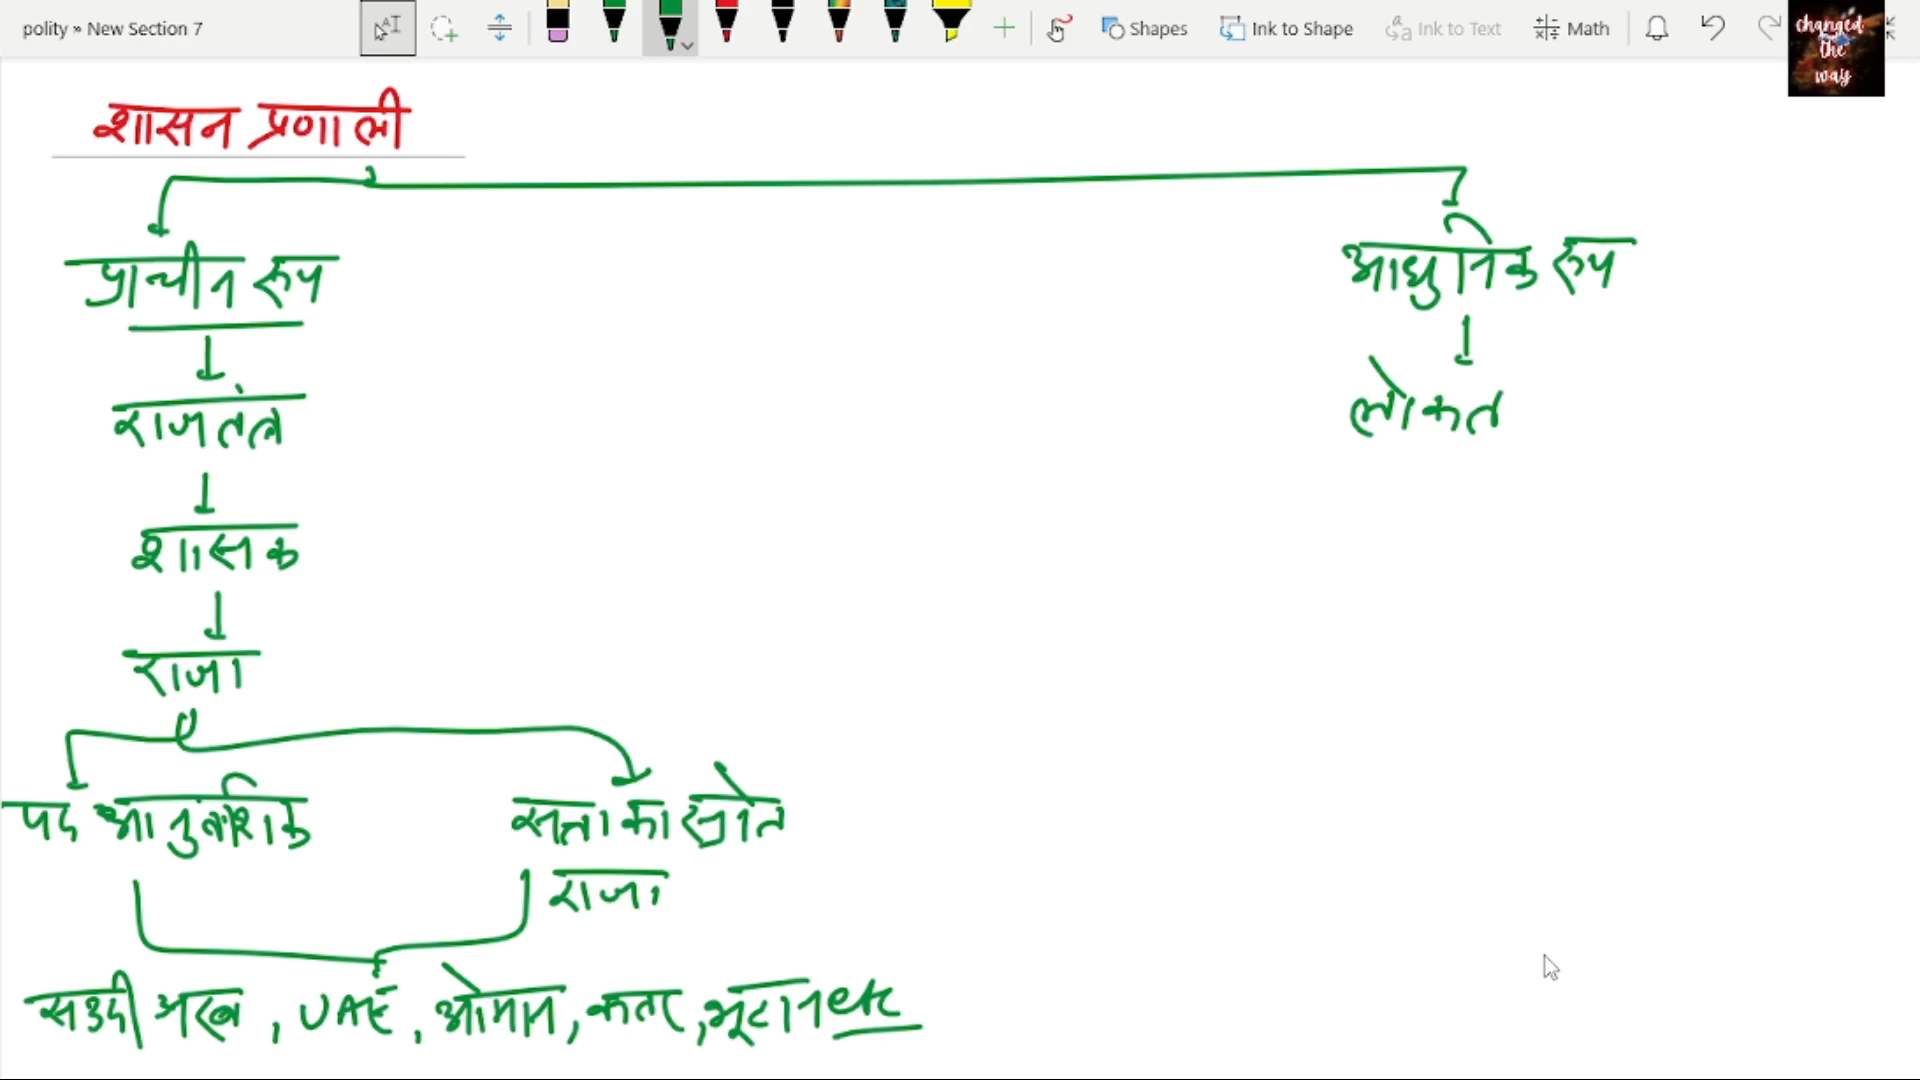 polity » New Section 7
Shapes
Ink to Shape
Ink to Text
Math
changed
the
way
शासन प्रणाली
प्राचीन रूप
आधुनिक रूप
राजतंत्र
लोकत
शासक
राजा
पद आनुवंशिक
सत्ता का स्रोत
राजा
सउदी अरब, UAE, ओमान, कतर, भूटान etc